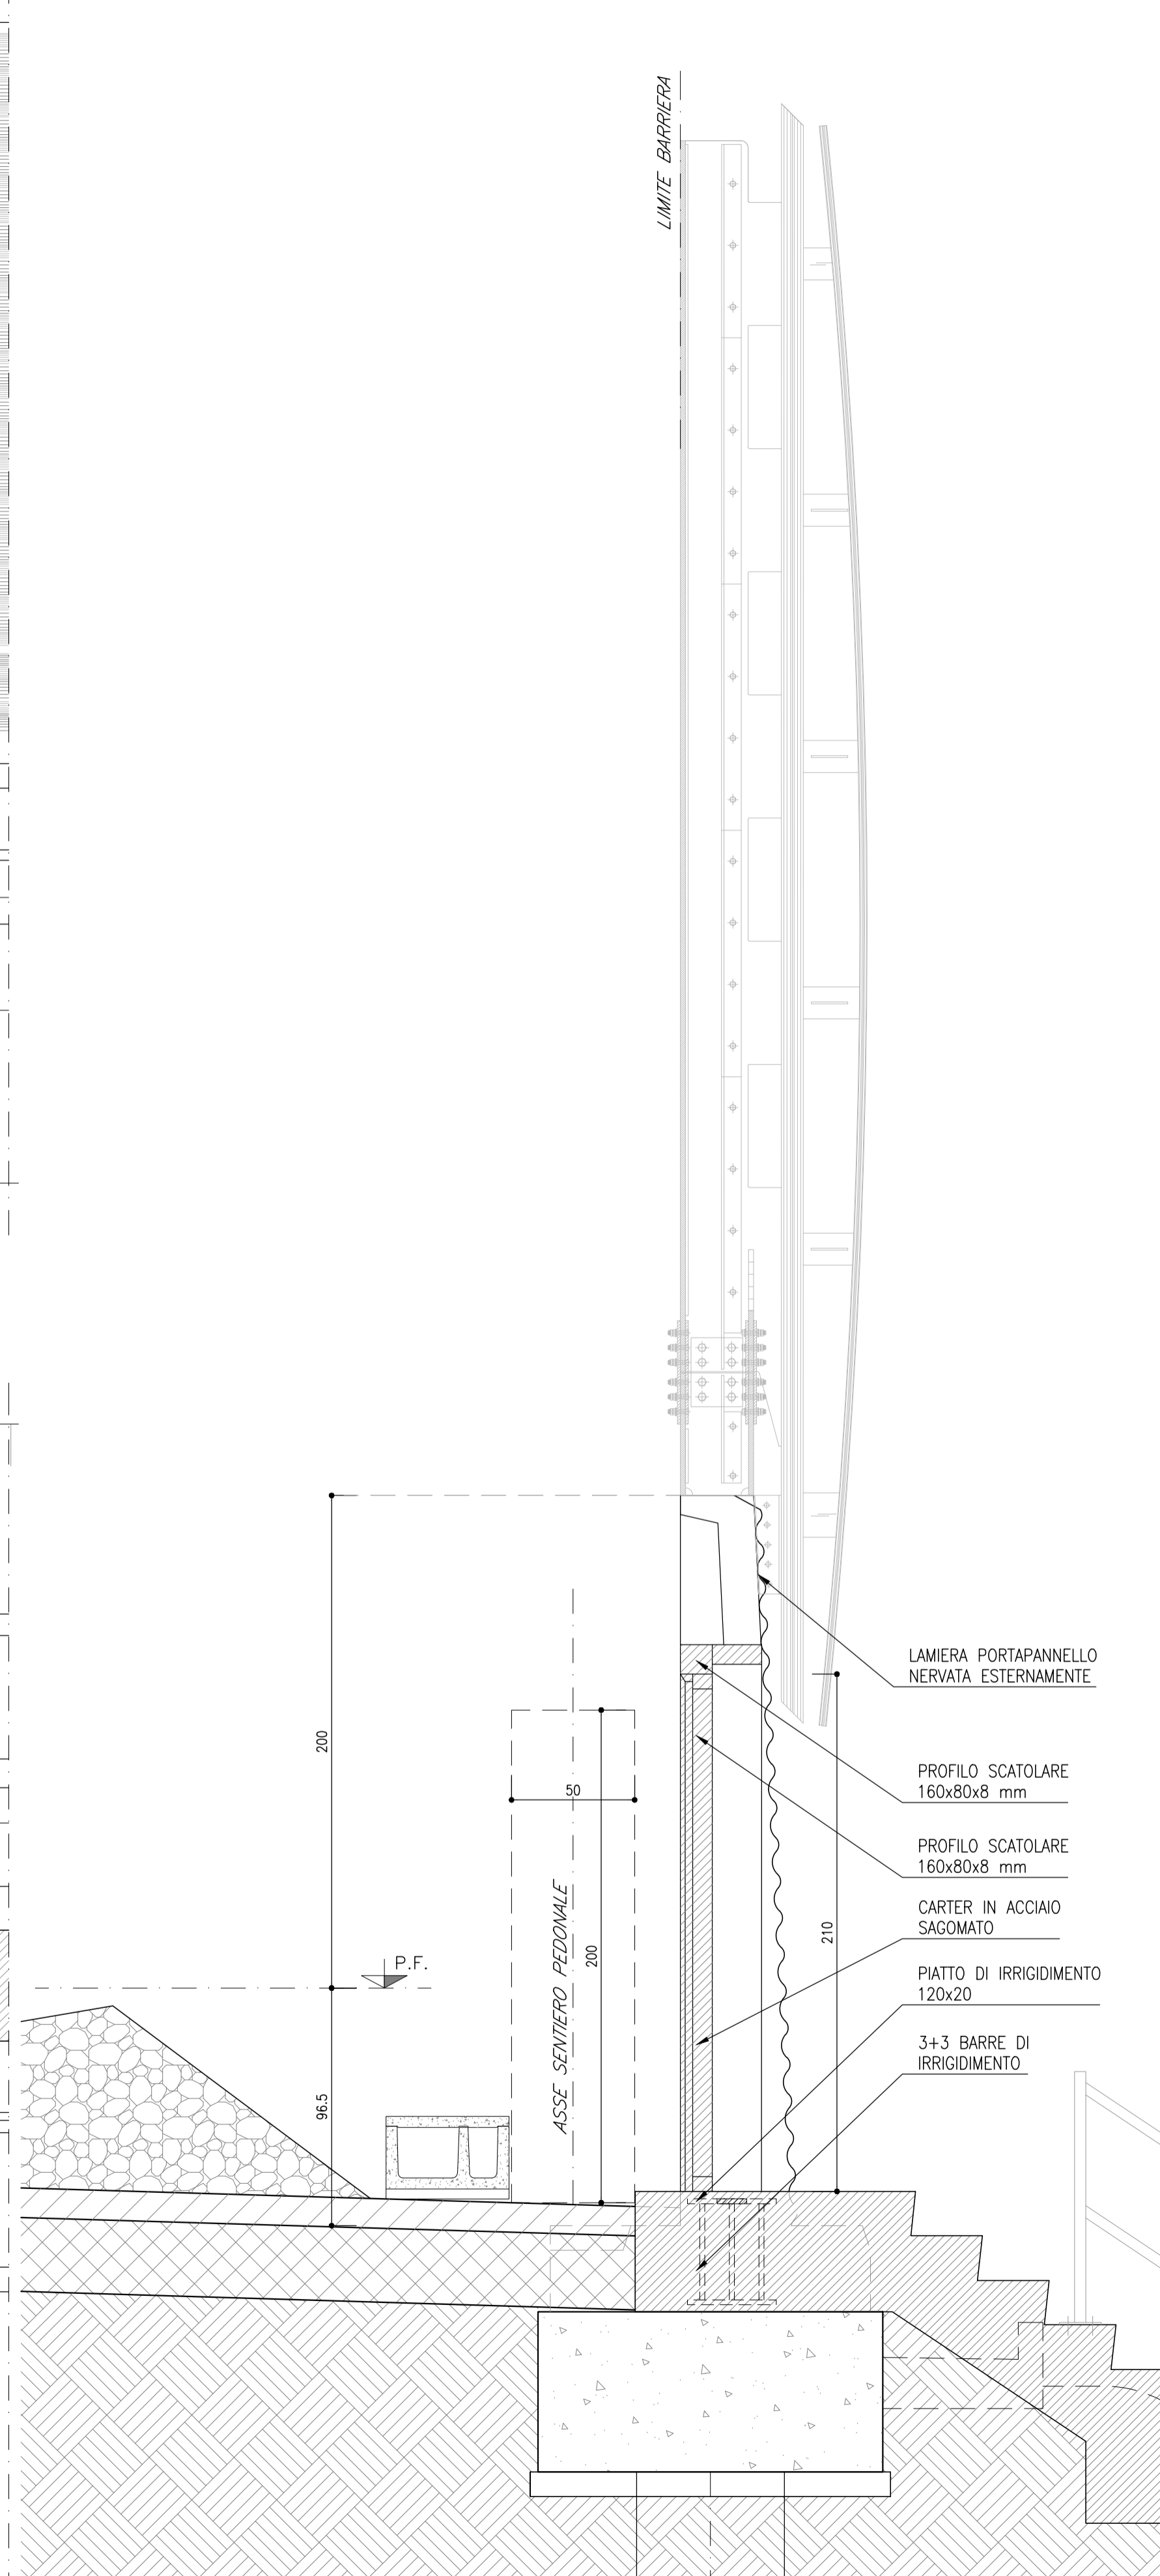 LIMITE BARRIERA
LAMIERA PORTAPANNELLO
NERVATA ESTERNAMENTE
200
50
PROFILO SCATOLARE
160x80x8 mm
PROFILO SCATOLARE
160x80x8 mm
ASSE SENTIERO PEDONALE
200
210
CARTER IN ACCIAIO
SAGOMATO
P.F.
PIATTO DI IRRIGIDIMENTO
120x20
3+3 BARRE DI
IRRIGIDIMENTO
96.5